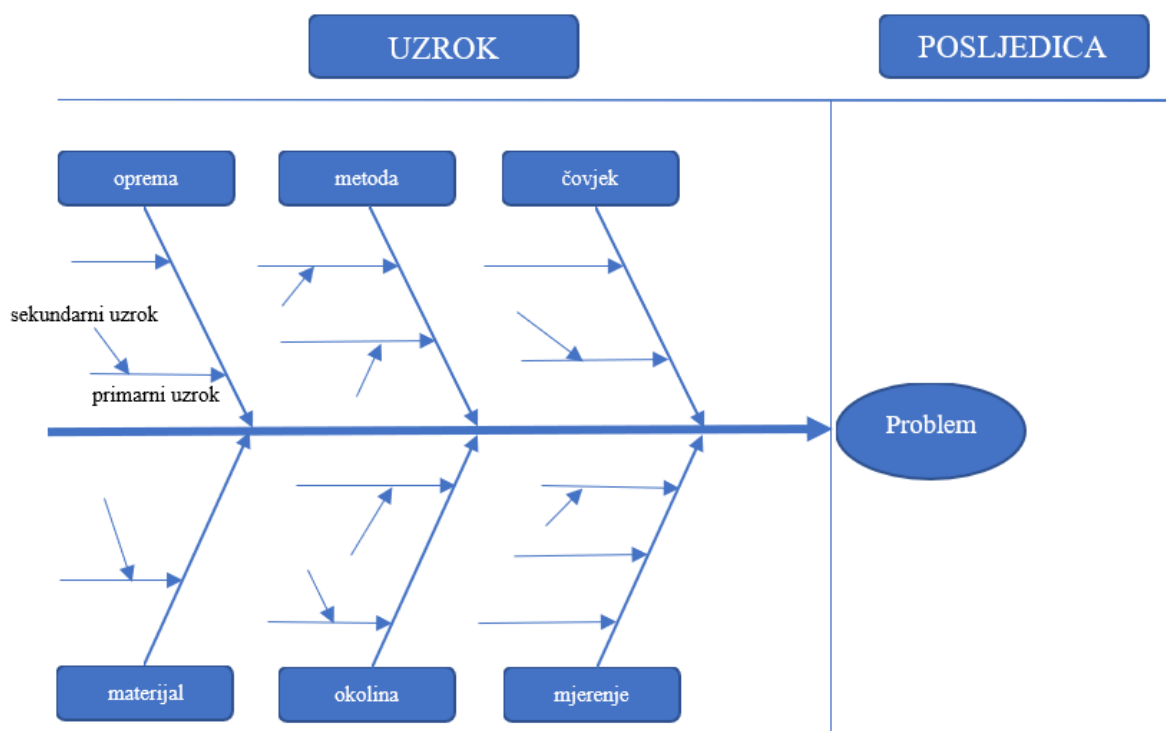 UZROK
POSLJEDICA
oprema
metoda
čovjek
sekundarni uzrok
primarni uzrok
Problem
materijal
okolina
mjerenje